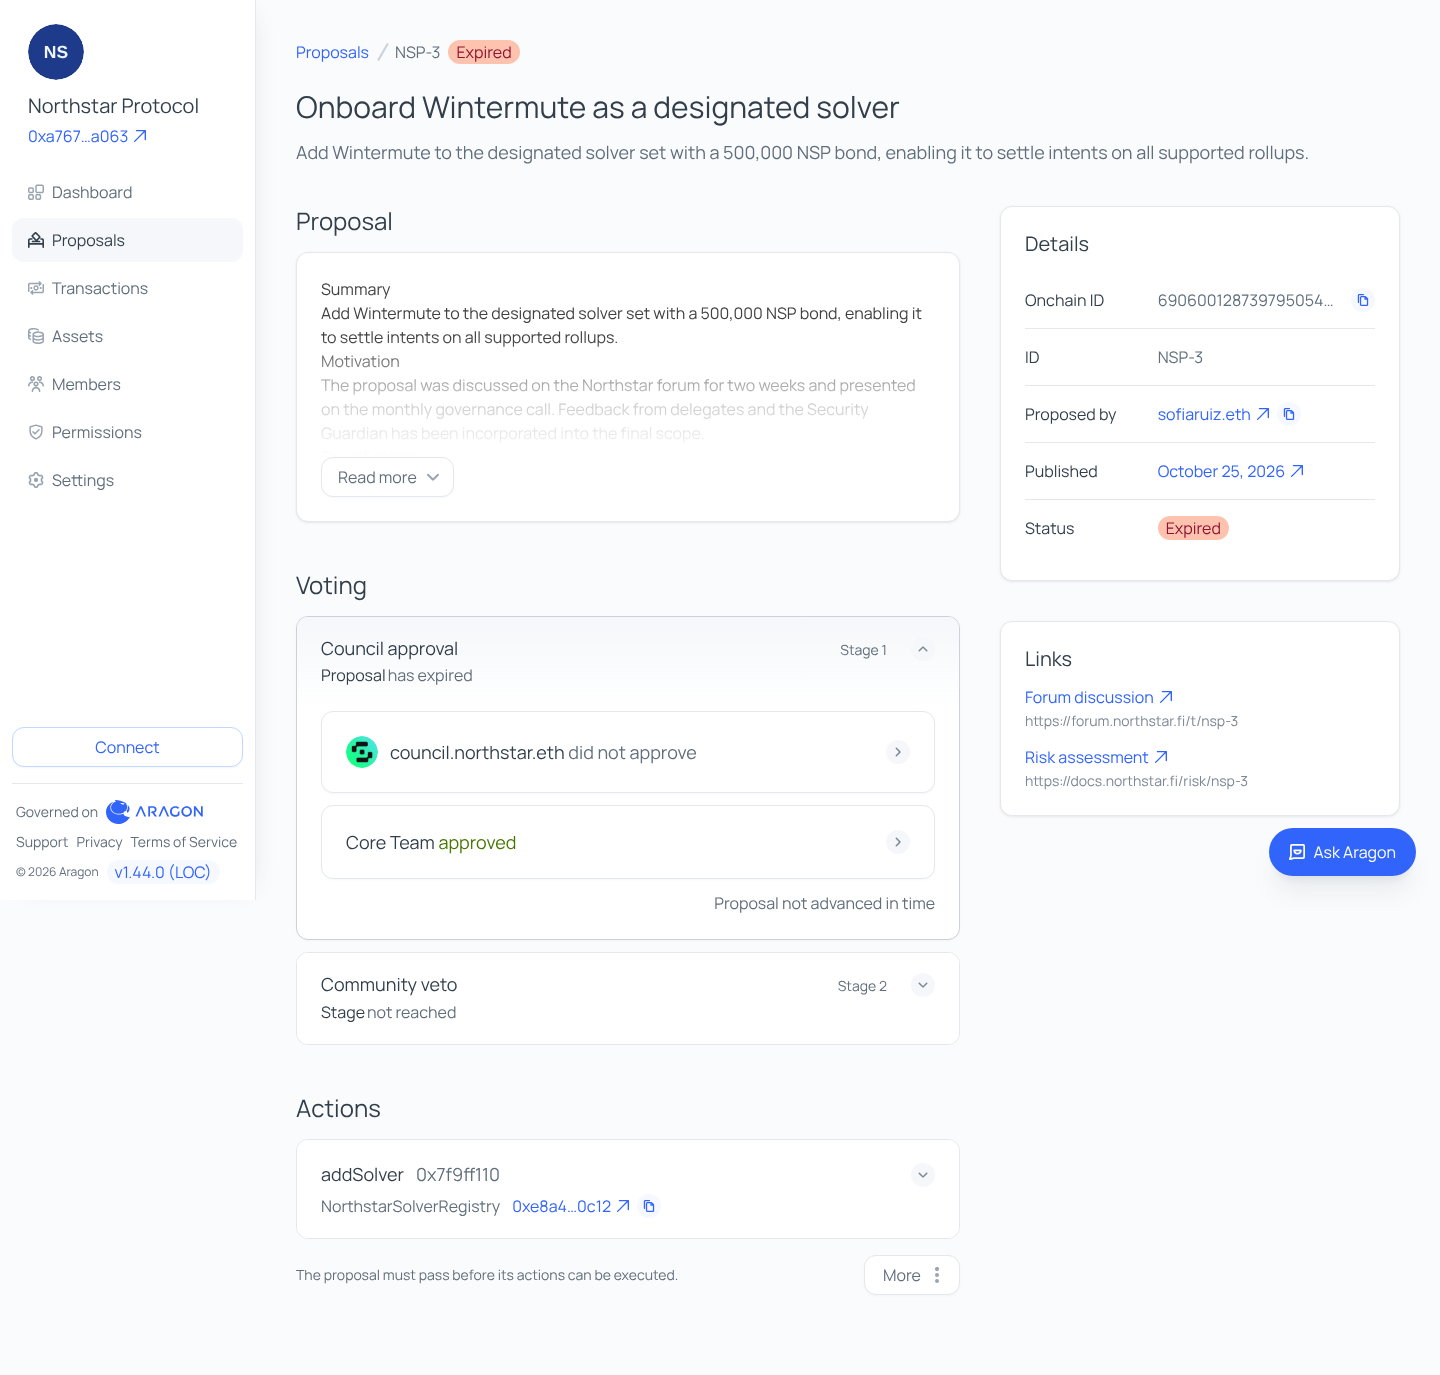 NS
Northstar Protocol
0xa767...a063
Dashboard
Proposals
Transactions
Assets
Members
Permissions
Settings
Connect
Governed on ARAGON
Support Privacy Terms of Service
© 2026 Aragon v1.44.0 (LOC)
Proposals / NSP-3 Expired
Onboard Wintermute as a designated solver
Add Wintermute to the designated solver set with a 500,000 NSP bond, enabling it to settle intents on all supported rollups.
Proposal
Summary
Add Wintermute to the designated solver set with a 500,000 NSP bond, enabling it
to settle intents on all supported rollups.
Motivation
The proposal was discussed on the Northstar forum for two weeks and presented
on the monthly governance call. Feedback from delegates and the Security
Guardian has been incorporated into the final scope.
Read more
Voting
Council approval Stage 1
Proposal has expired
council.northstar.eth did not approve
Core Team approved
Proposal not advanced in time
Community veto Stage 2
Stage not reached
Actions
addSolver 0x7f9ff110
NorthstarSolverRegistry 0xe8a4...0c12
The proposal must pass before its actions can be executed.
More
Details
Onchain ID 690600128739795054...
ID NSP-3
Proposed by sofiaruiz.eth
Published October 25, 2026
Status Expired
Links
Forum discussion
https://forum.northstar.fi/t/nsp-3
Risk assessment
https://docs.northstar.fi/risk/nsp-3
Ask Aragon